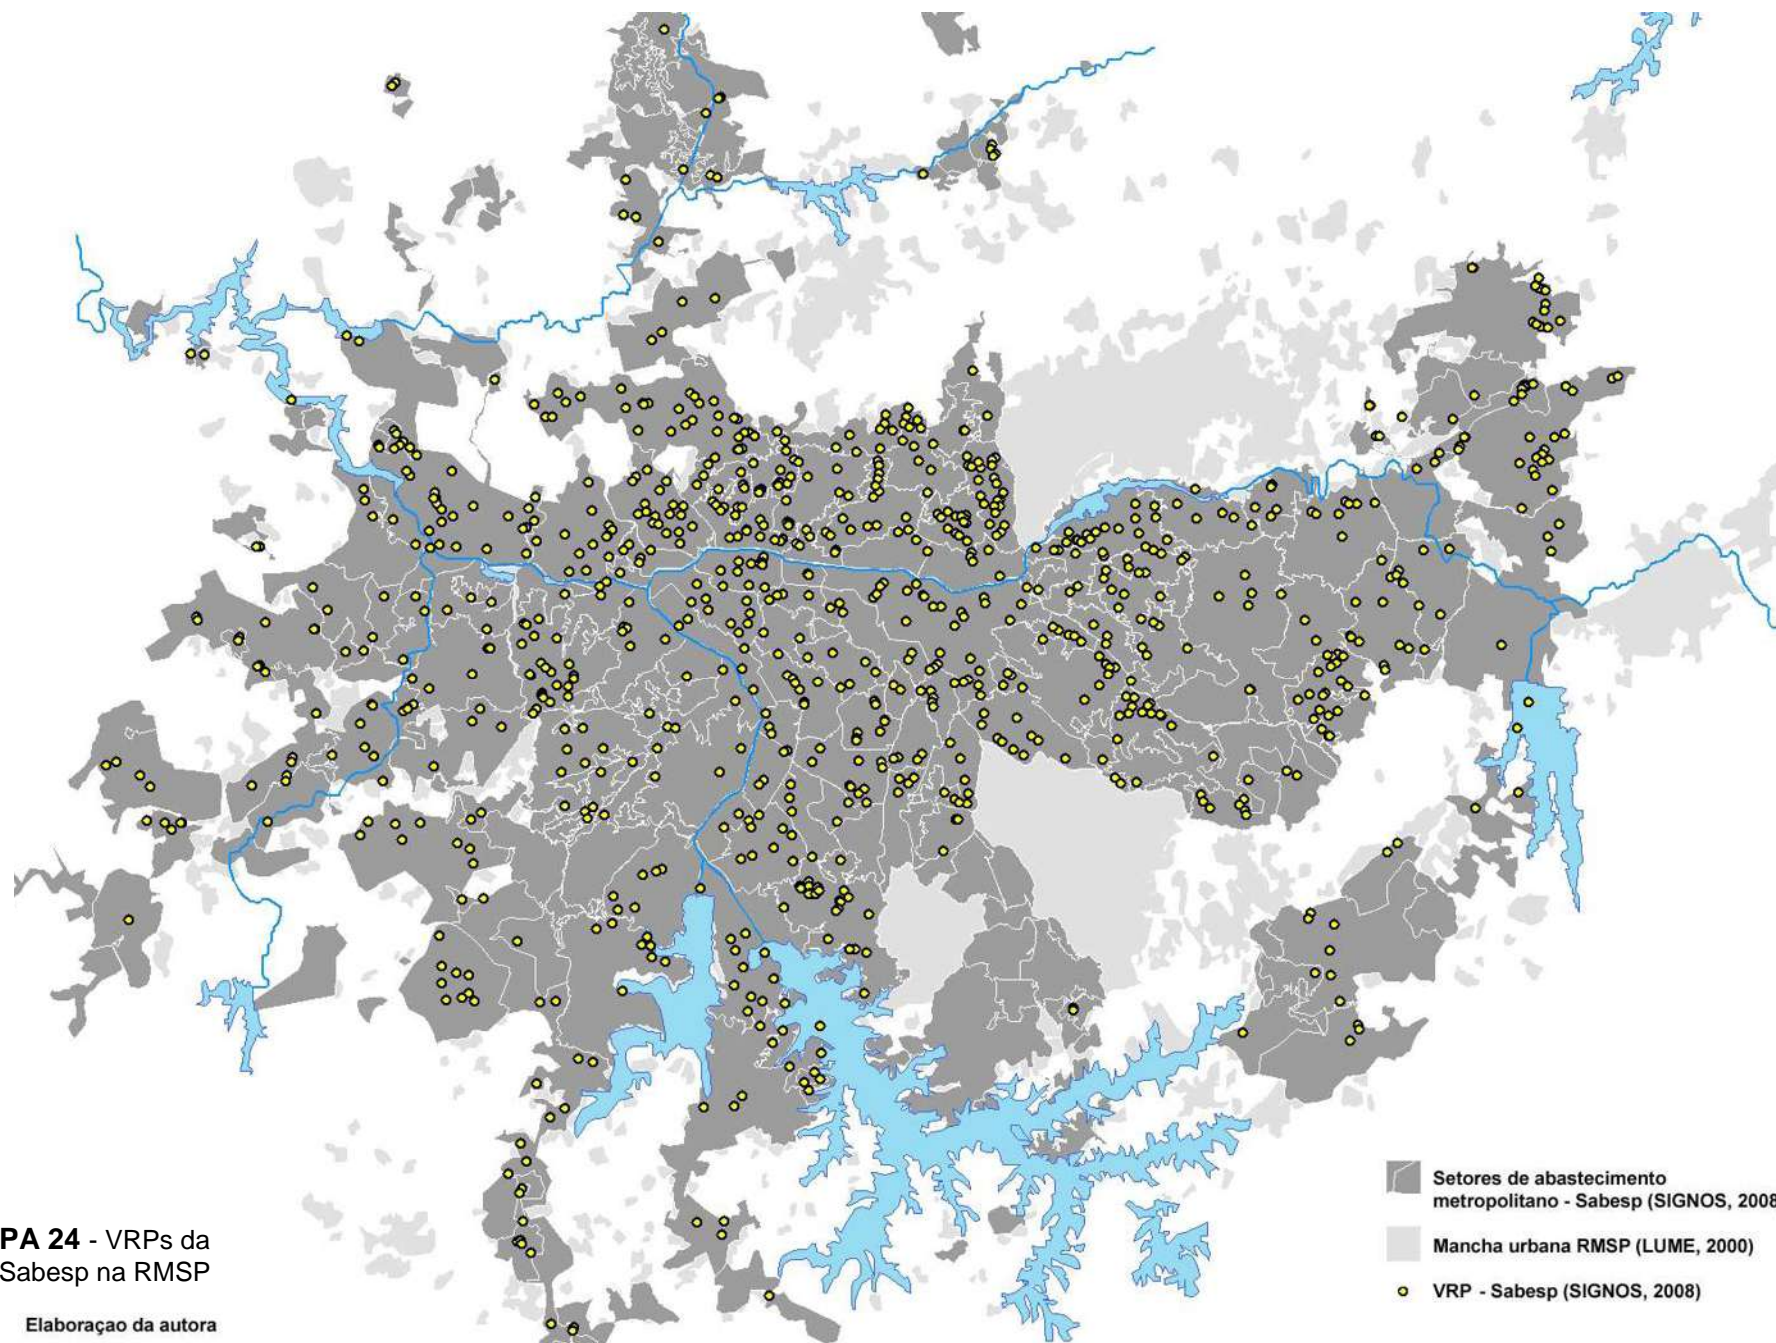 Setores de abastecimento
metropolitano - Sabesp (SIGNOS, 2008
Mancha urbana RMSP (LUME, 2000)
VRP - Sabesp (SIGNOS, 2008)
PA 24 - VRPs da
Sabesp na RMSP
Elaboraçao da autora